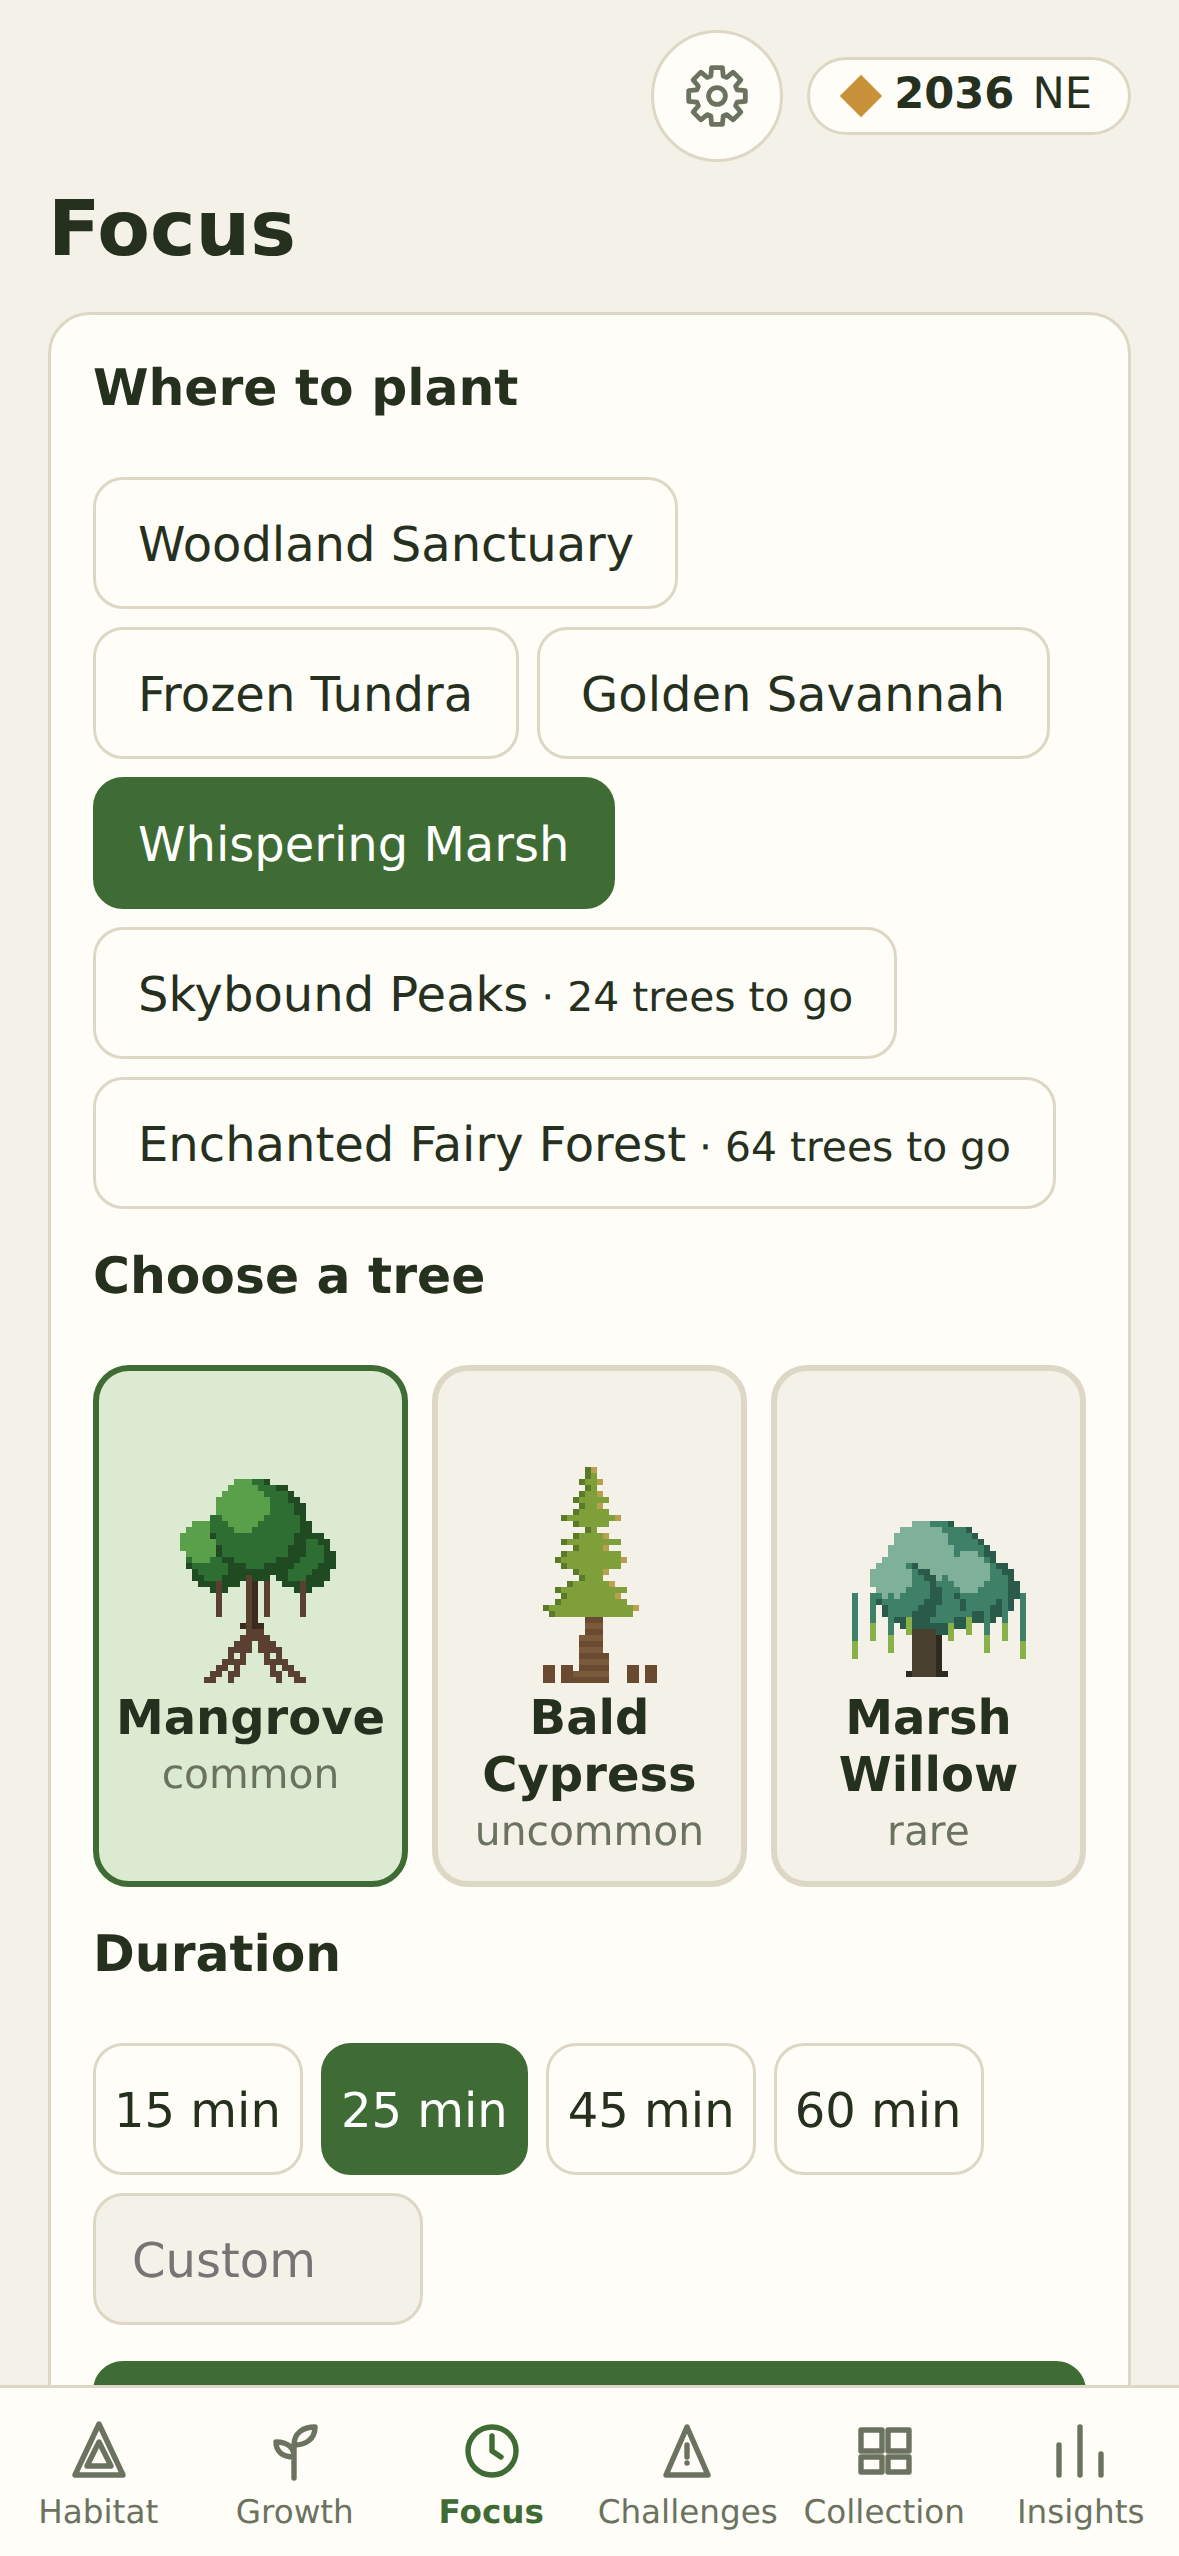 2036 NE
Focus
Where to plant
Woodland Sanctuary
Frozen Tundra
Golden Savannah
Whispering Marsh
Skybound Peaks · 24 trees to go
Enchanted Fairy Forest · 64 trees to go
Choose a tree
Mangrove
common
Bald
Cypress
uncommon
Marsh
Willow
rare
Duration
15 min
25 min
45 min
60 min
Custom
Habitat
Growth
Focus
Challenges
Collection
Insights